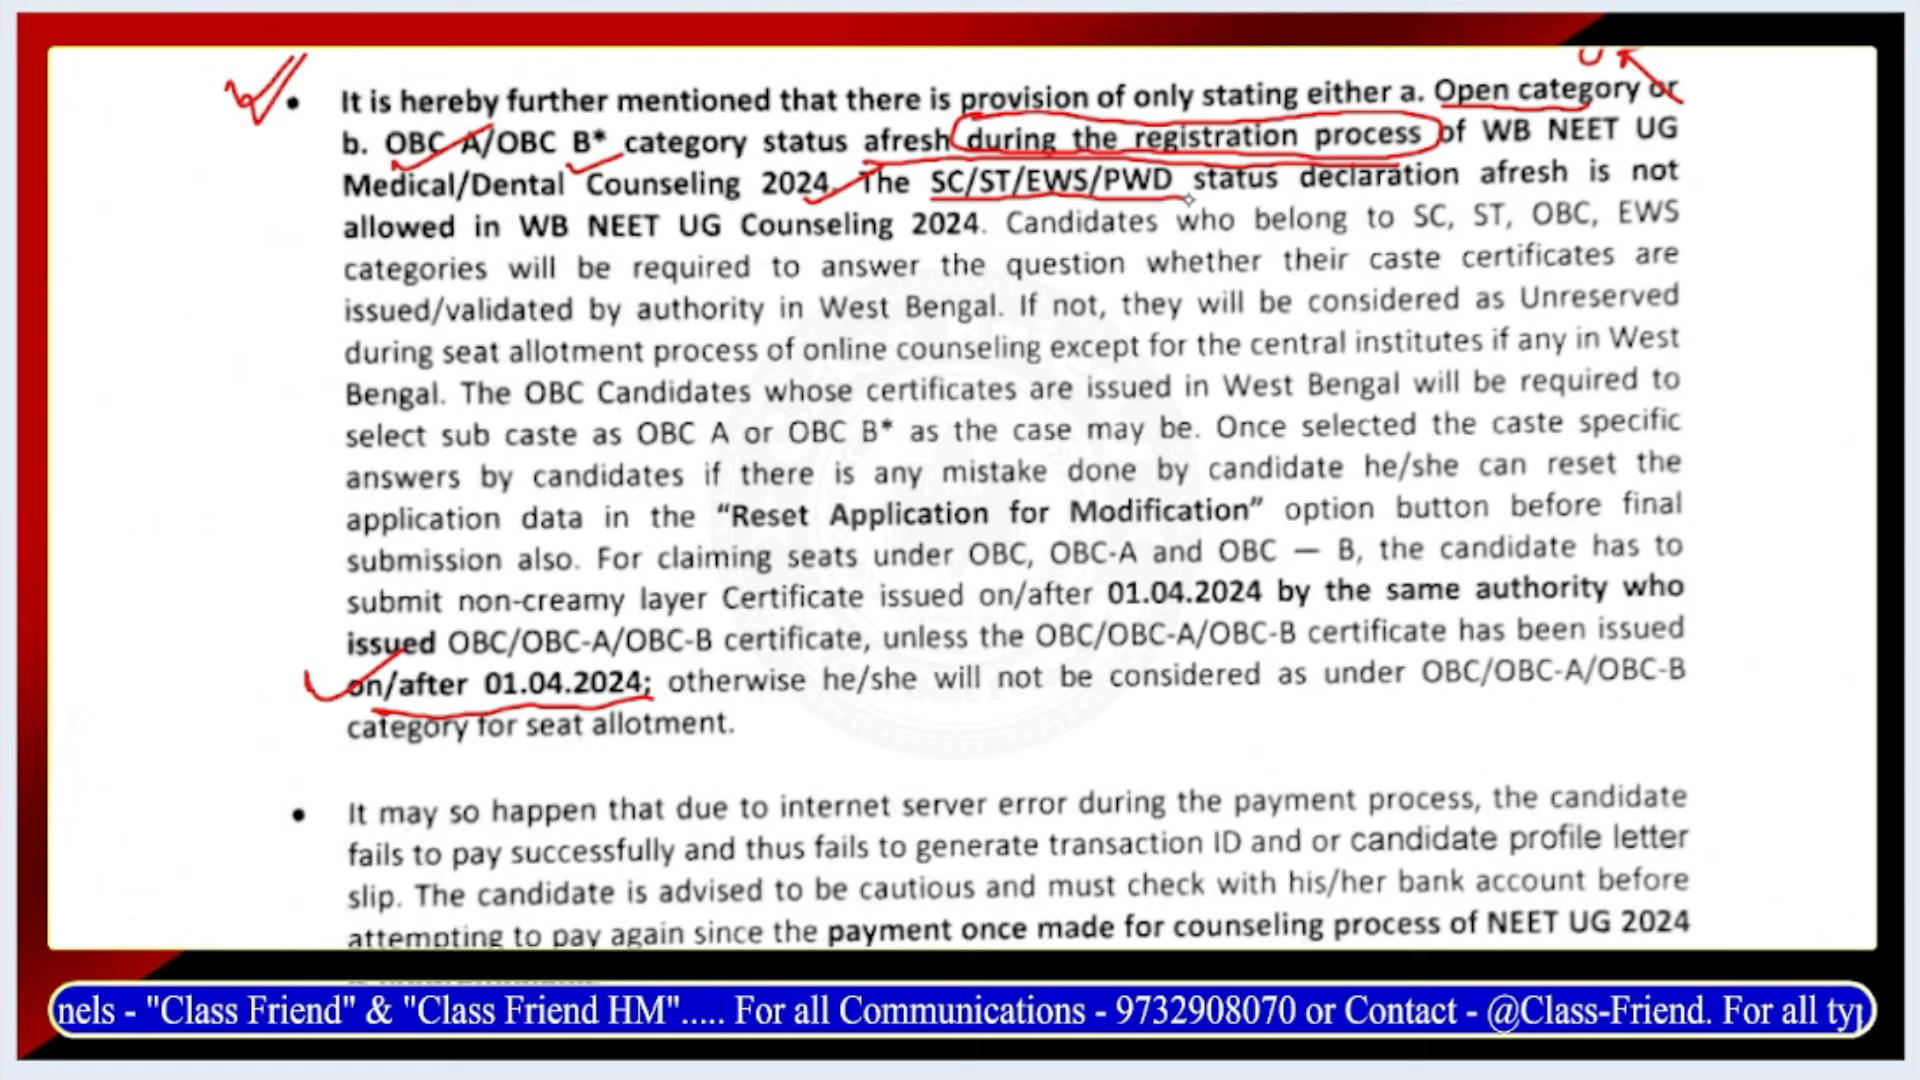 • It is hereby further mentioned that there is provision of only stating either a. Open category or
b. OBC A/OBC B* category status afresh during the registration process of WB NEET UG
Medical/Dental Counseling 2024. The SC/ST/EWS/PWD status declaration afresh is not
allowed in WB NEET UG Counseling 2024. Candidates who belong to SC, ST, OBC, EWS
categories will be required to answer the question whether their caste certificates are
issued/validated by authority in West Bengal. If not, they will be considered as Unreserved
during seat allotment process of online counseling except for the central institutes if any in West
Bengal. The OBC Candidates whose certificates are issued in West Bengal will be required to
select sub caste as OBC A or OBC B* as the case may be. Once selected the caste specific
answers by candidates if there is any mistake done by candidate he/she can reset the
application data in the “Reset Application for Modification” option button before final
submission also. For claiming seats under OBC, OBC-A and OBC — B, the candidate has to
submit non-creamy layer Certificate issued on/after 01.04.2024 by the same authority who
issued OBC/OBC-A/OBC-B certificate, unless the OBC/OBC-A/OBC-B certificate has been issued
on/after 01.04.2024; otherwise he/she will not be considered as under OBC/OBC-A/OBC-B
category for seat allotment.
• It may so happen that due to internet server error during the payment process, the candidate
fails to pay successfully and thus fails to generate transaction ID and or candidate profile letter
slip. The candidate is advised to be cautious and must check with his/her bank account before
attempting to pay again since the payment once made for counseling process of NEET UG 2024
nels - "Class Friend" & "Class Friend HM"..... For all Communications - 9732908070 or Contact - @Class-Friend. For all typ